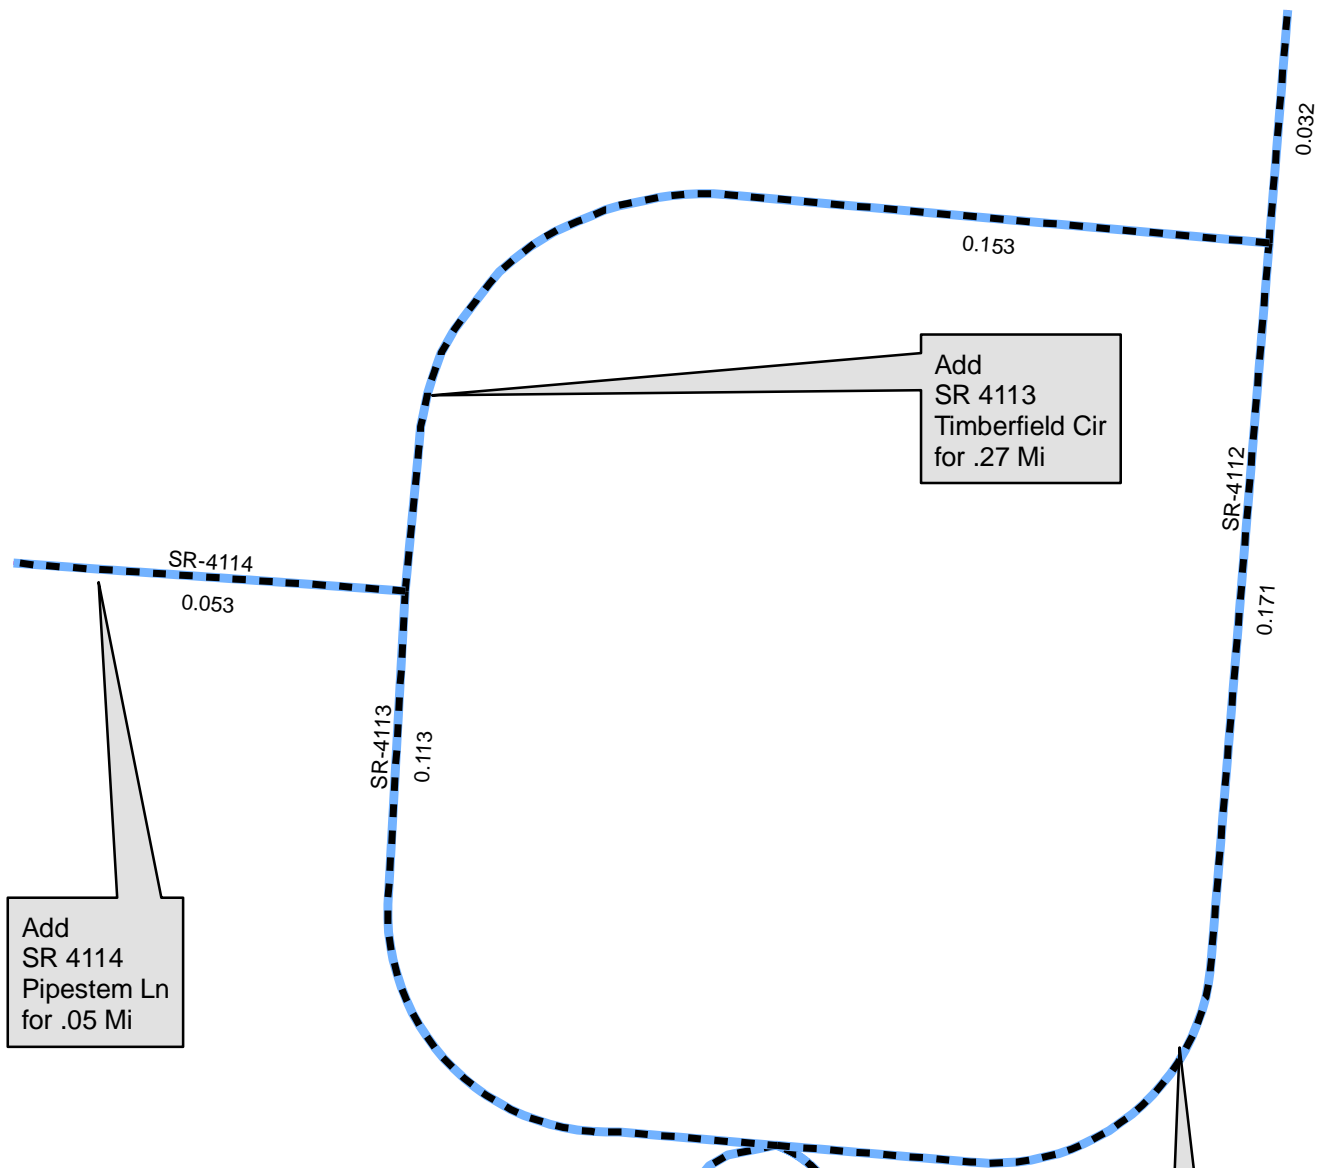 0.032
0.153
Add
SR 4113
Timberfield Cir
for .27 Mi
SR-4112
SR-4114
0.053
0.171
SR-4113
0.113
Add
SR 4114
Pipestem Ln
for .05 Mi